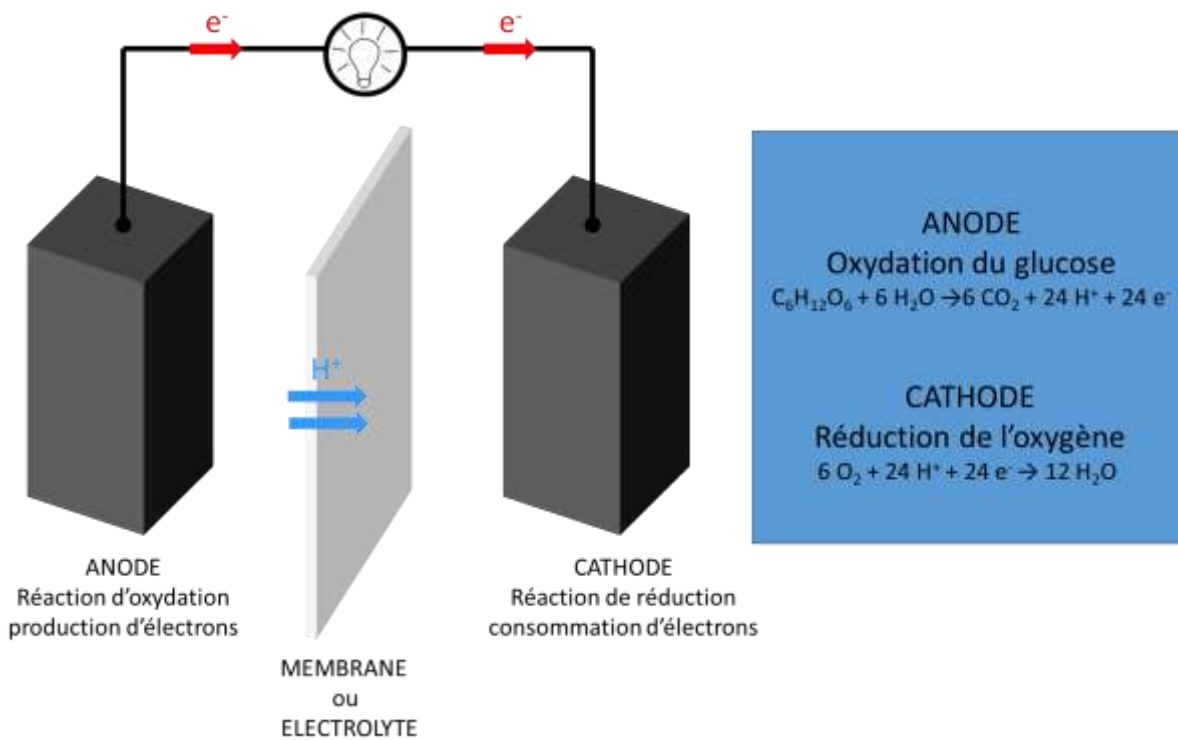 e⁻
e⁻
H⁺
ANODE
Réaction d'oxydation
production d'électrons
MEMBRANE
ou
ELECTROLYTE
CATHODE
Réaction de réduction
consommation d'électrons
ANODE
Oxydation du glucose
C₆H₁₂O₆ + 6 H₂O →6 CO₂ + 24 H⁺ + 24 e⁻
CATHODE
Réduction de l'oxygène
6 O₂ + 24 H⁺ + 24 e⁻ → 12 H₂O